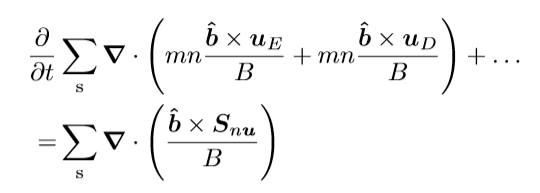 ∂/∂t ∑_s ∇ · ( mn (b̂ × u_E)/B + mn (b̂ × u_D)/B ) + …
= ∑_s ∇ · ( (b̂ × S_{nu})/B )